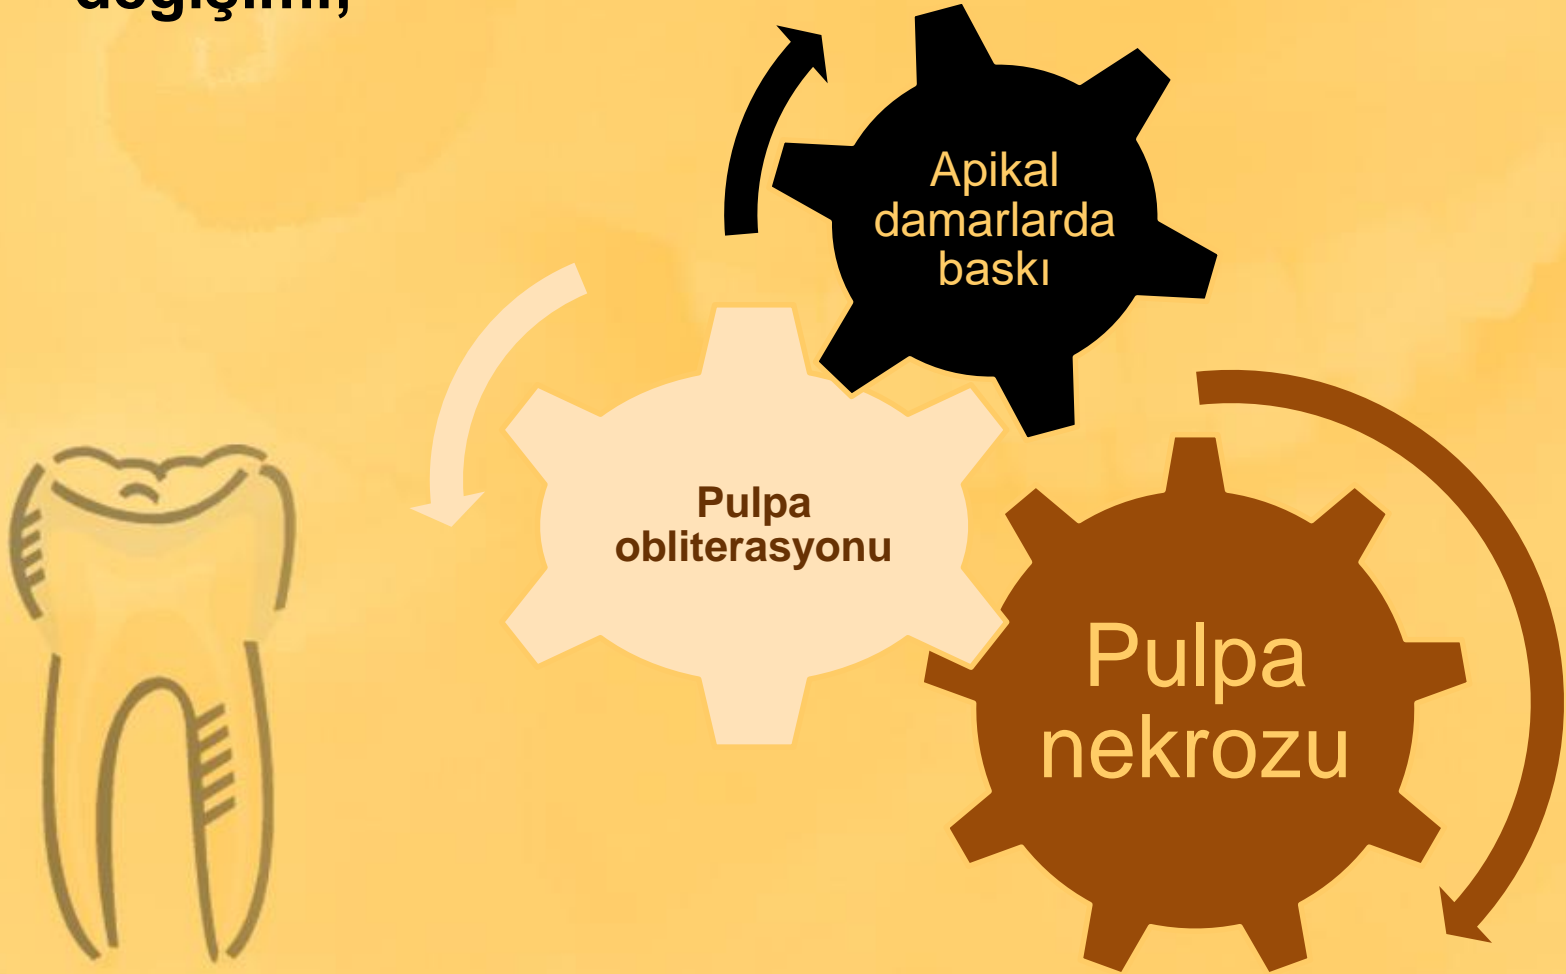 Apikal
damarlarda
baskı
Pulpa
obliterasyonu
Pulpa
nekrozu